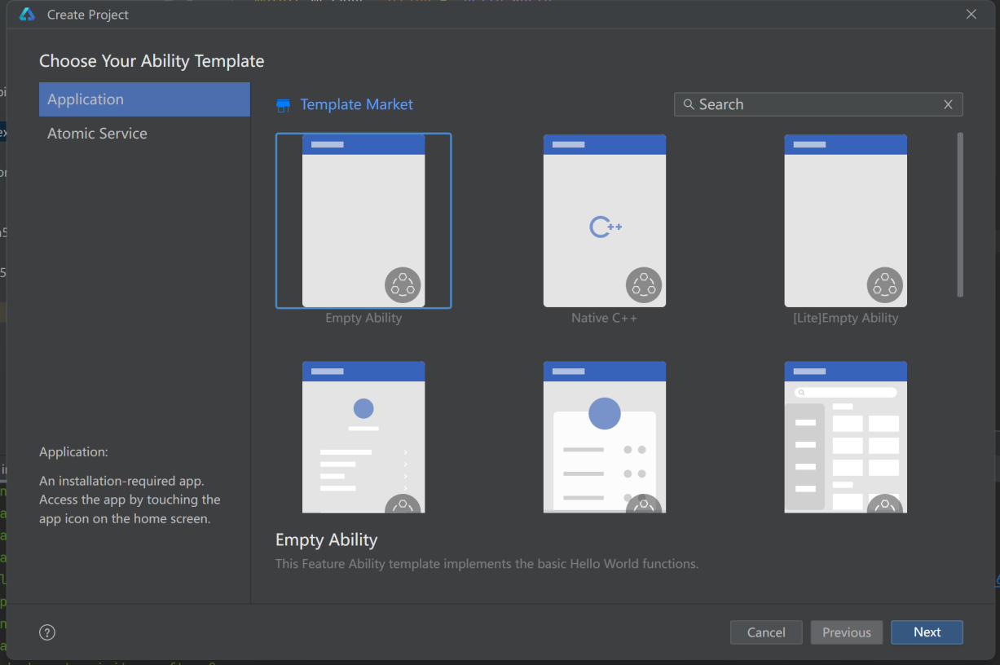 Create Project
Choose Your Ability Template
Application
Atomic Service
Template Market
Search
Empty Ability
Native C++
[Lite]Empty Ability
Application:
An installation-required app.
Access the app by touching the
app icon on the home screen.
Empty Ability
This Feature Ability template implements the basic Hello World functions.
Cancel
Previous
Next